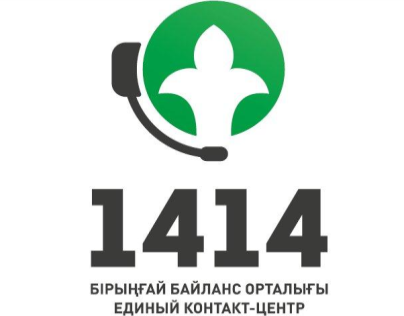 1414
БІРЫҢҒАЙ БАЙЛАНС ОРТАЛЫҒЫ
ЕДИНЫЙ КОНТАКТ-ЦЕНТР